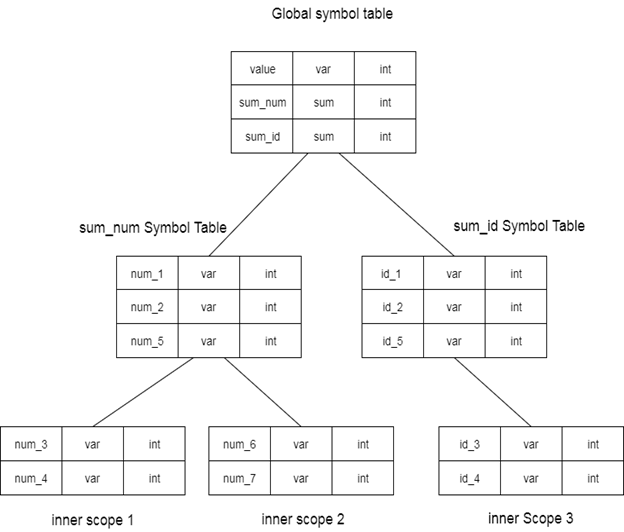 Global symbol table
value var int
sum_num sum int
sum_id sum int
sum_num Symbol Table
sum_id Symbol Table
num_1 var int
num_2 var int
num_5 var int
id_1 var int
id_2 var int
id_5 var int
num_3 var int
num_4 var int
num_6 var int
num_7 var int
id_3 var int
id_4 var int
inner scope 1
inner scope 2
inner Scope 3